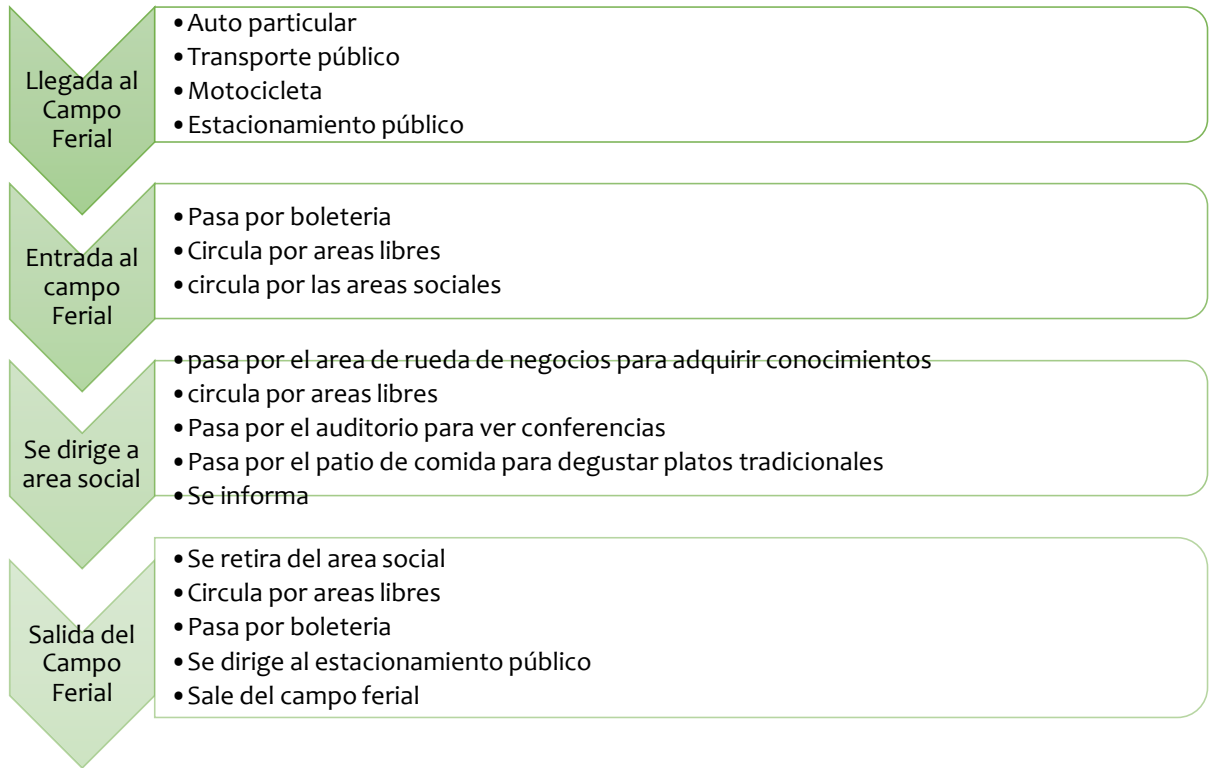 Llegada al
Campo
Ferial
•Auto particular
•Transporte público
•Motocicleta
•Estacionamiento público
Entrada al
campo
Ferial
•Pasa por boleteria
•Circula por areas libres
•circula por las areas sociales
Se dirige a
area social
•pasa por el area de rueda de negocios para adquirir conocimientos
•circula por areas libres
•Pasa por el auditorio para ver conferencias
•Pasa por el patio de comida para degustar platos tradicionales
•Se informa
Salida del
Campo
Ferial
•Se retira del area social
•Circula por areas libres
•Pasa por boleteria
•Se dirige al estacionamiento público
•Sale del campo ferial